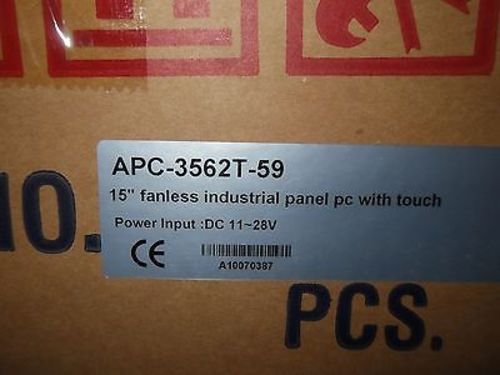 APC-3562T-59
15" fanless industrial panel pc with touch
Power Input :DC 11~28V
CE
A10070387
NO.
PCS.